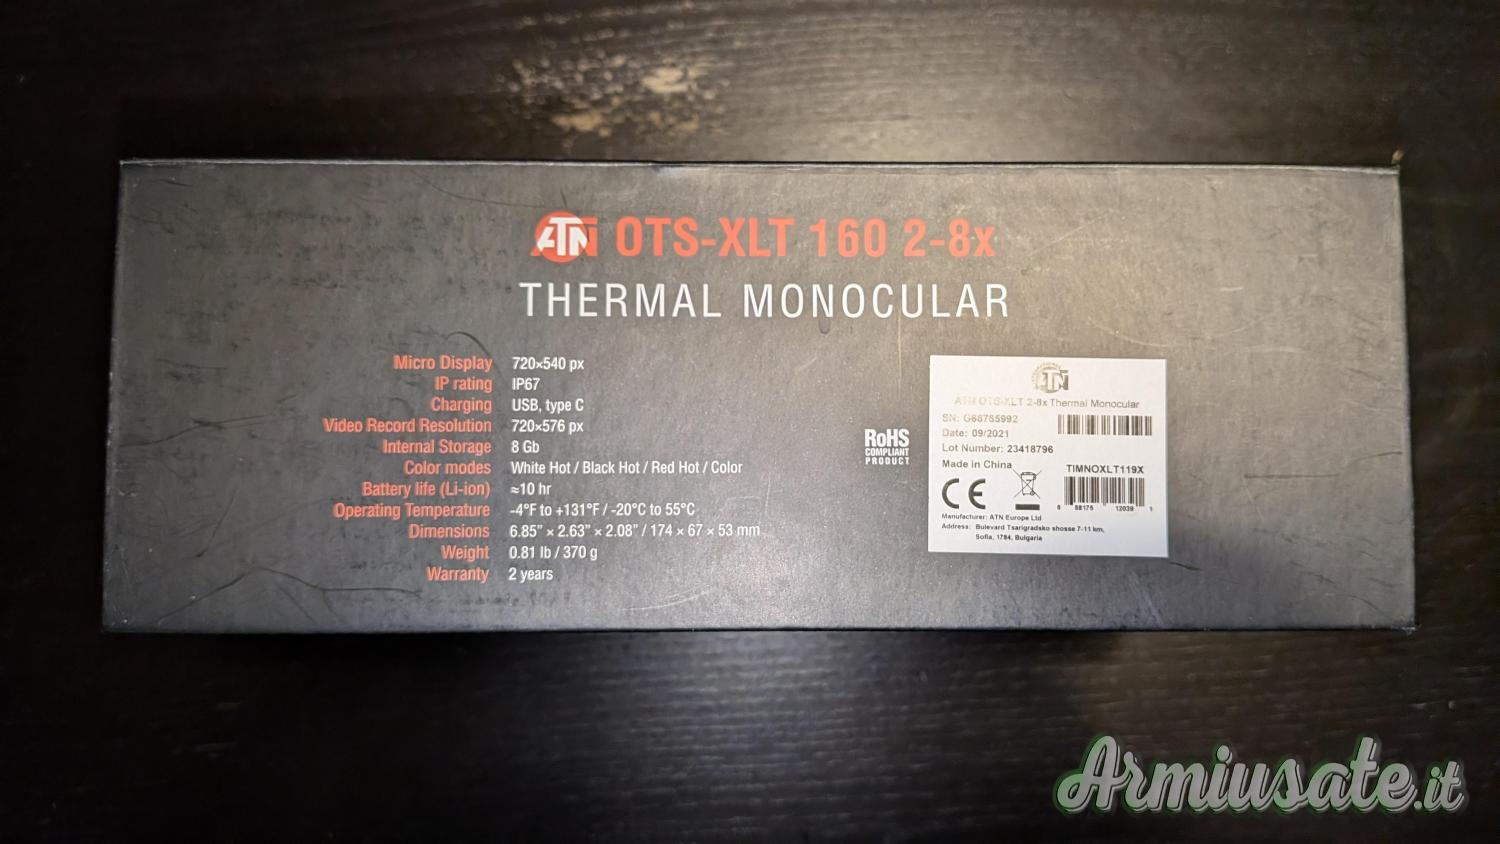 ATN OTS-XLT 160 2-8x
THERMAL MONOCULAR
Micro Display 720×540 px
IP rating IP67
Charging USB, type C
Video Record Resolution 720×576 px
Internal Storage 8 Gb
Color modes White Hot / Black Hot / Red Hot / Color
Battery life (Li-ion) ≈10 hr
Operating Temperature -4°F to +131°F / -20°C to 55°C
Dimensions 6.85” × 2.63” × 2.08” / 174 × 67 × 53 mm
Weight 0.81 lb / 370 g
Warranty 2 years
RoHS
COMPLIANT
PRODUCT
ATN
ATN OTS-XLT 2-8x Thermal Monocular
SN: G68765992
Date: 09/2021
Lot Number: 23418796
Made in China
TIMNOXLT119X
CE
6 58175 12039 1
Manufacturer: ATN Europe Ltd
Address: Bulevard Tsarigradsko shosse 7-11 km,
Sofia, 1784, Bulgaria
Armiusate.it